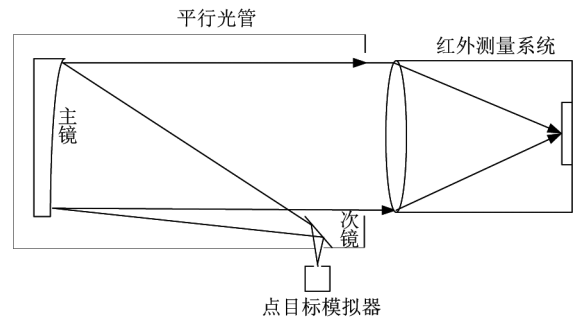 平行光管
红外测量系统
主镜
次镜
点目标模拟器